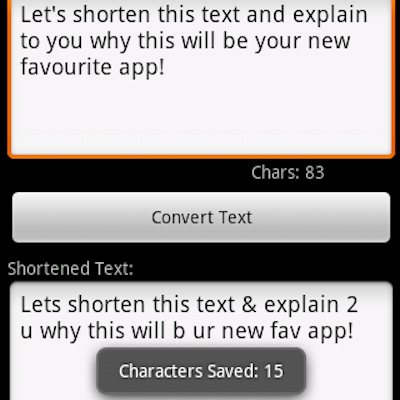 Let's shorten this text and explain
to you why this will be your new
favourite app!
Chars: 83
Convert Text
Shortened Text:
Lets shorten this text & explain 2
u why this will b ur new fav app!
Characters Saved: 15